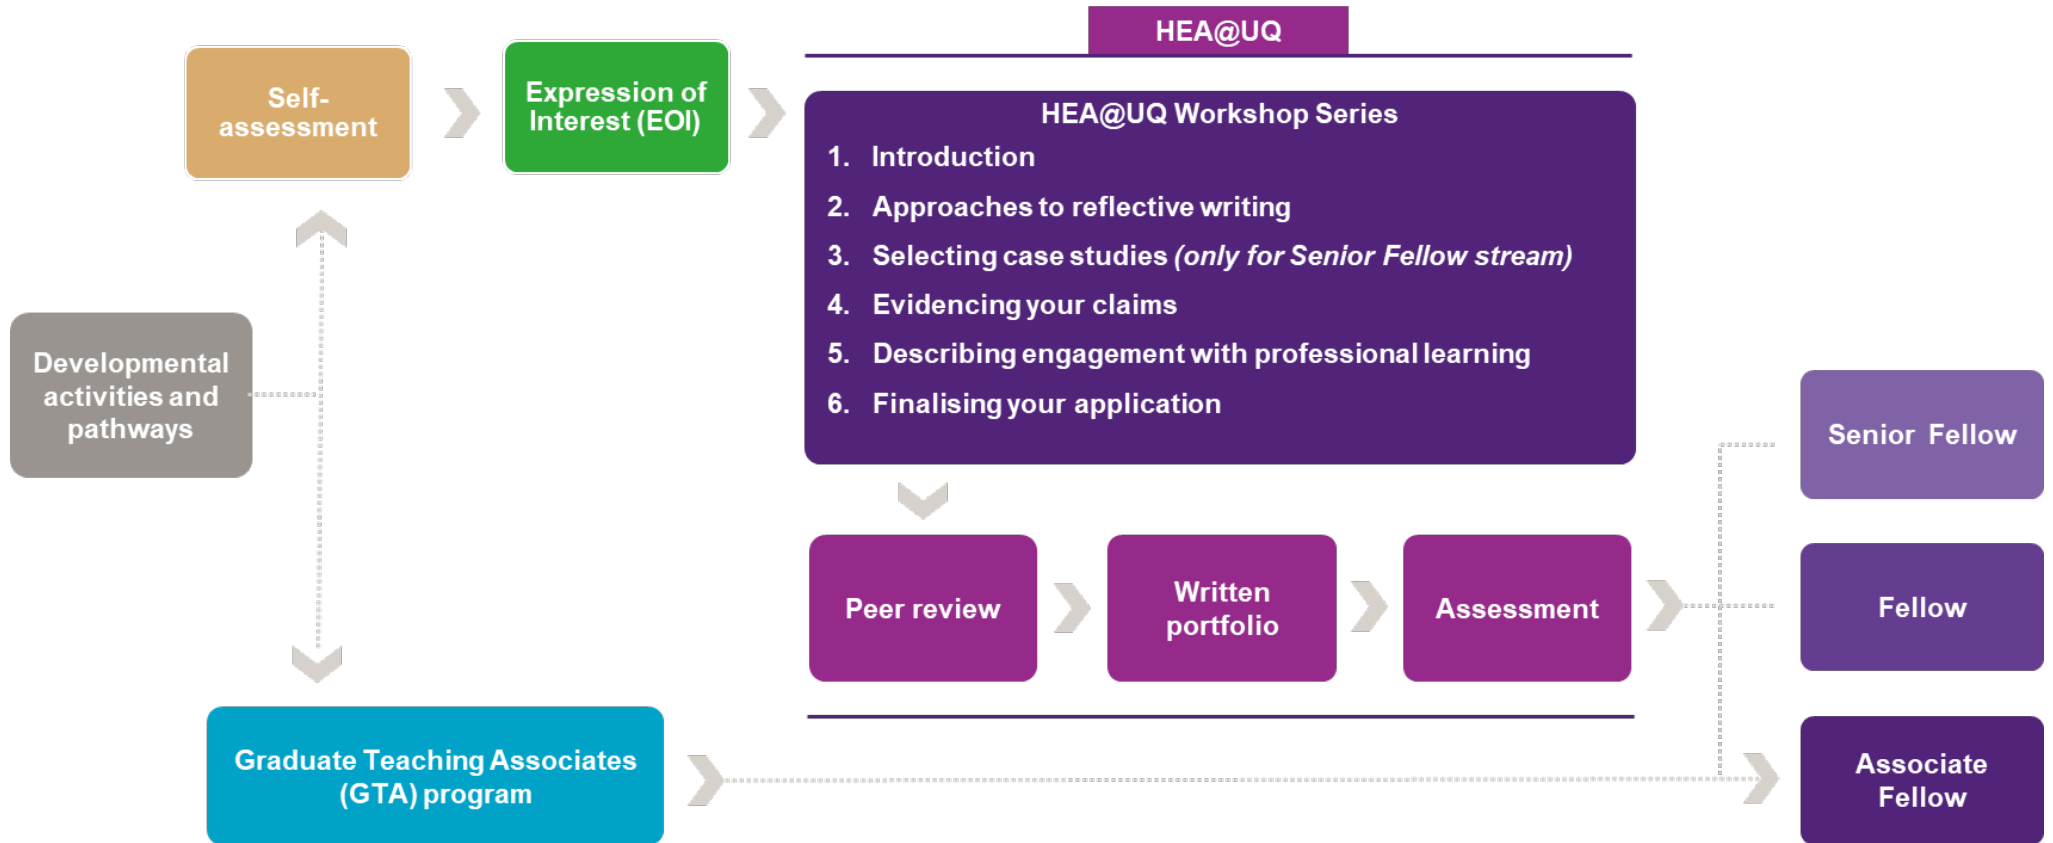 HEA@UQ
Self-
assessment
Expression of
Interest (EOI)
HEA@UQ Workshop Series
1. Introduction
2. Approaches to reflective writing
3. Selecting case studies (only for Senior Fellow stream)
4. Evidencing your claims
5. Describing engagement with professional learning
6. Finalising your application
Developmental
activities and
pathways
Peer review
Written
portfolio
Assessment
Senior Fellow
Fellow
Graduate Teaching Associates
(GTA) program
Associate
Fellow